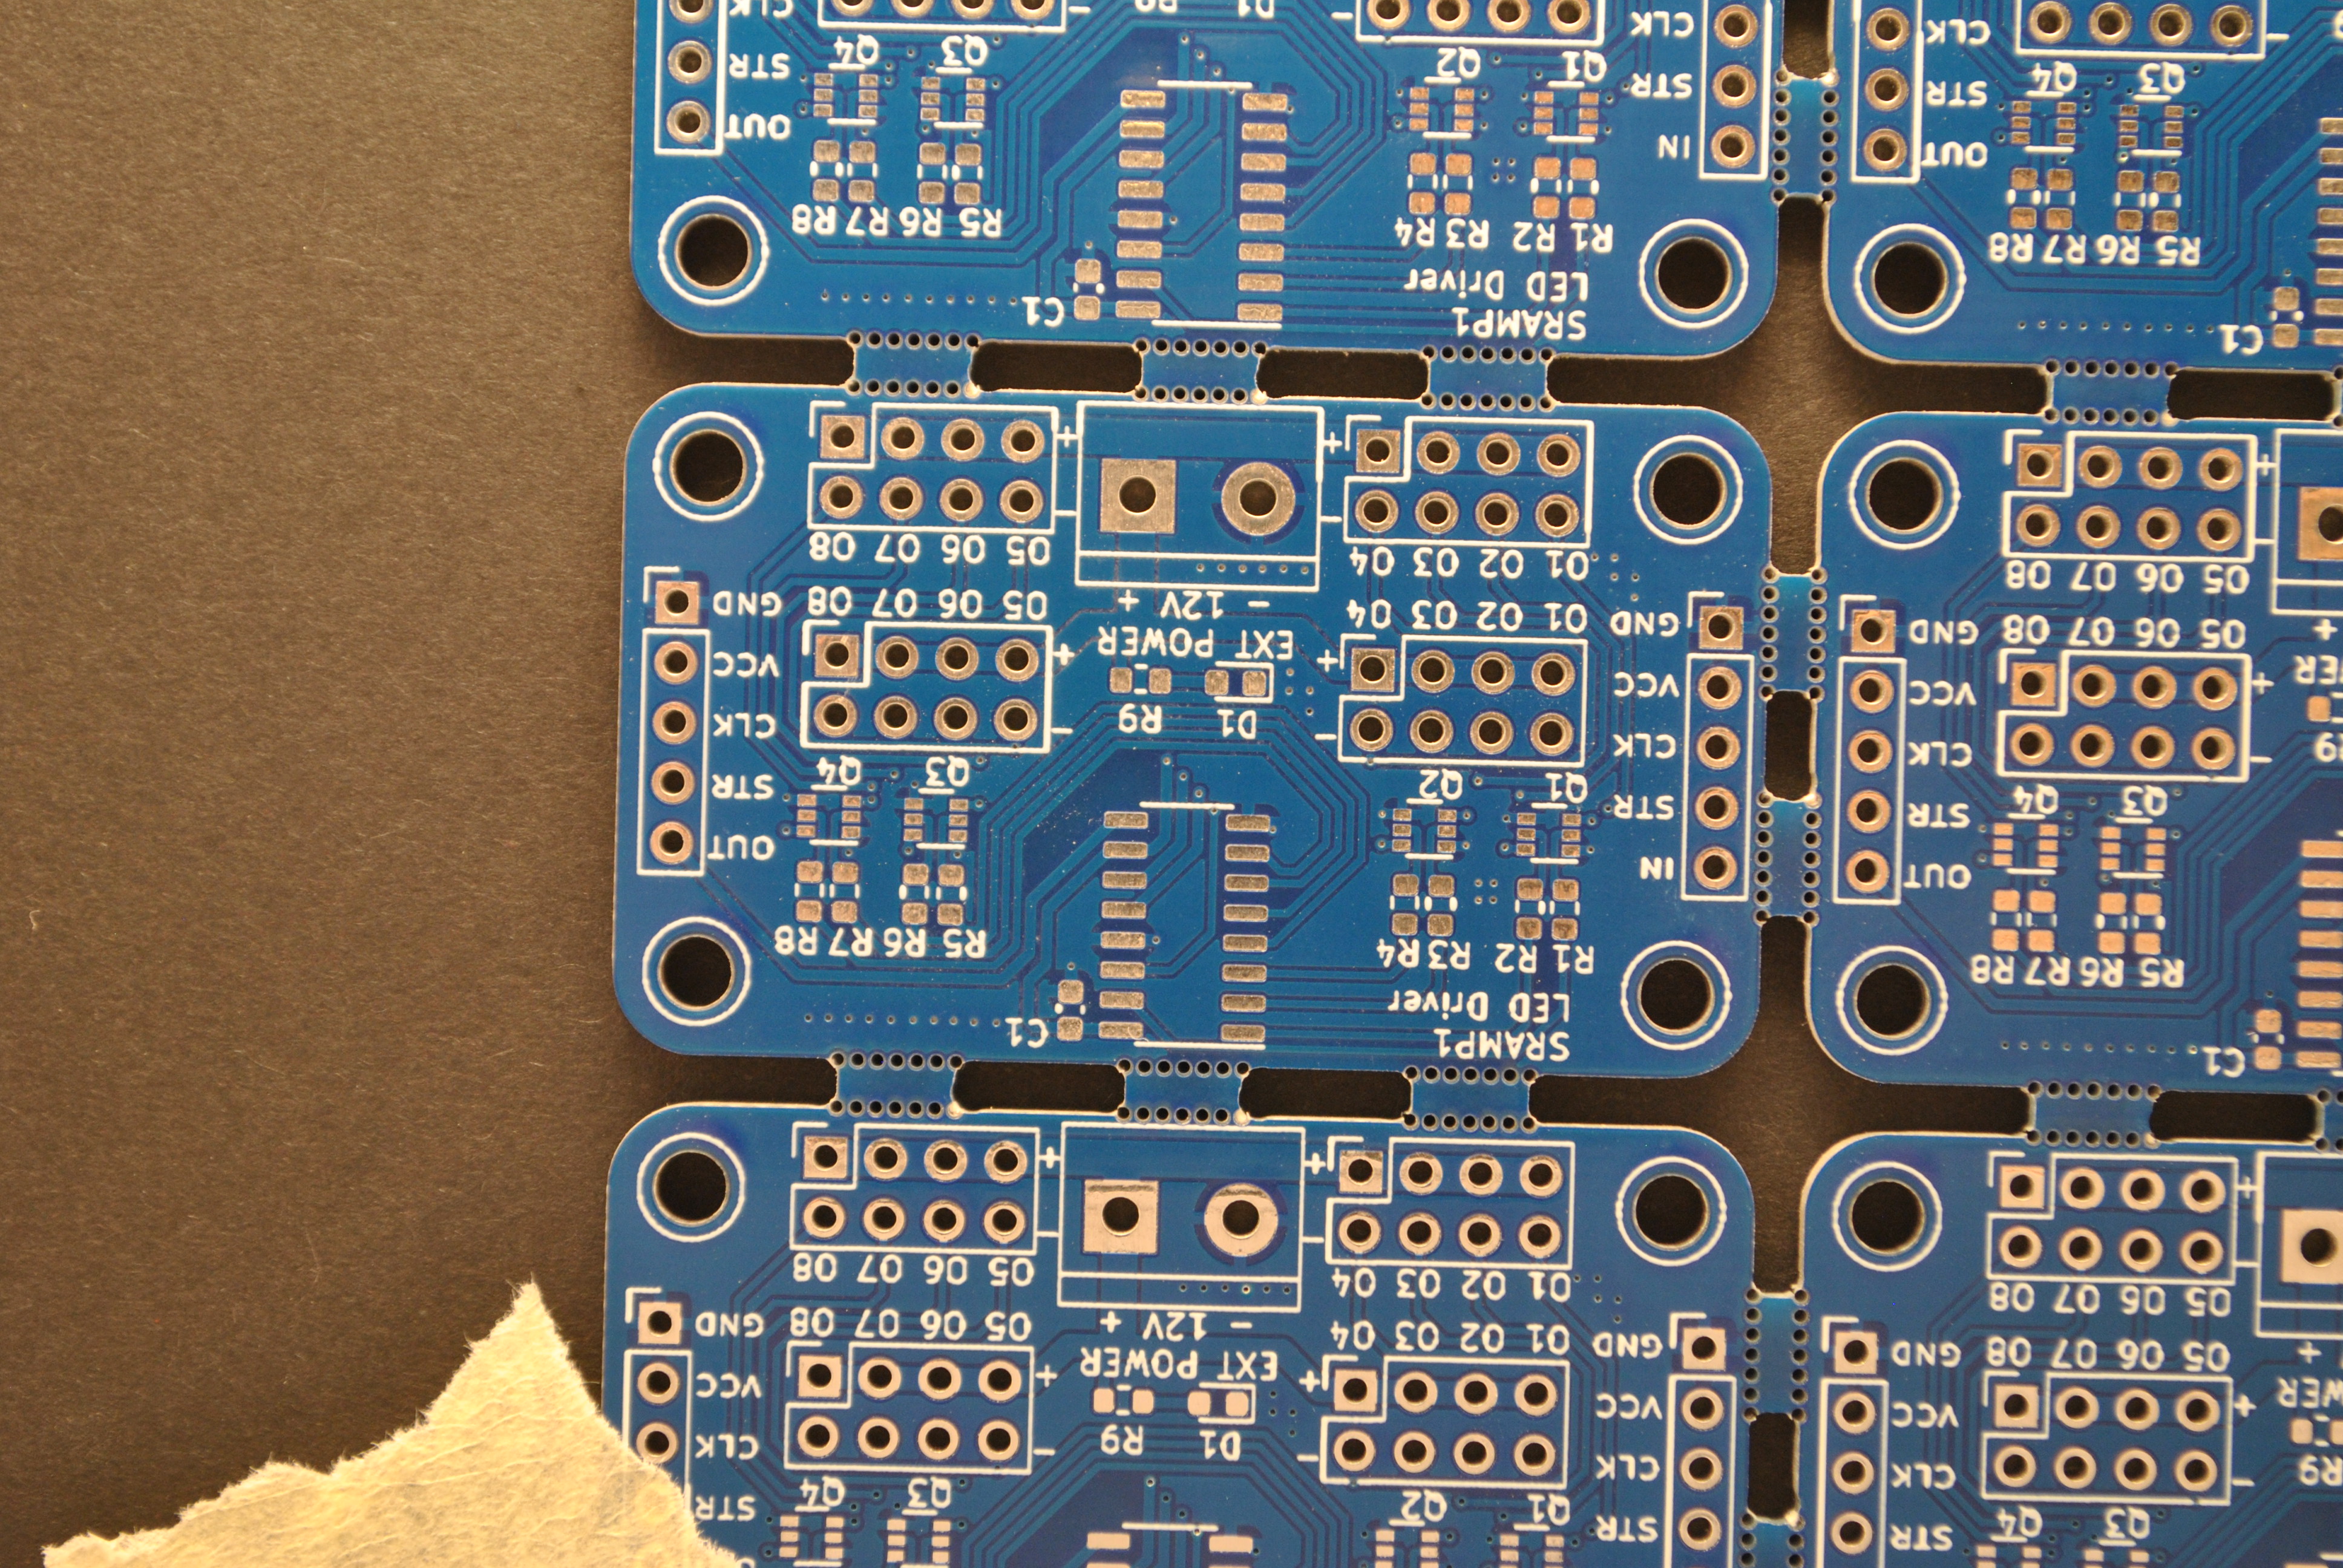 Q3 Q4
STR
CLK
R9
VCC
O5 O6 O7 O8
GND
O5 O6 O7 O8
Q1 Q2 Q3 Q4
STR STR
CLK CLK
D1 R9
VCC VCC
EXT POWER
- 12V +
GND O1 O2 O3 O4 O5 O6 O7 O8 GND
O1 O2 O3 O4 O5 O6 O7 O8
C1
R5 R6 R7 R8
OUT
Q3 Q4
STR
CLK
R9
VCC
O5 O6 O7 O8
GND
O5 O6 O7 O8
SRAMP1
LED Driver
C1
R1 R2 R3 R4 R5 R6 R7 R8
IN OUT
Q1 Q2 Q3 Q4
STR STR
CLK CLK
D1 R9
VCC VCC
EXT POWER
- 12V +
GND O1 O2 O3 O4 O5 O6 O7 O8 GND
O1 O2 O3 O4 O5 O6 O7 O8
C1
R5 R6 R7 R8
OUT
Q3 Q4
STR
CLK
SRAMP1
LED Driver
C1
R1 R2 R3 R4 R5 R6 R7 R8
IN OUT
Q1 Q2 Q3 Q4
STR STR
CLK CLK
D1 R9